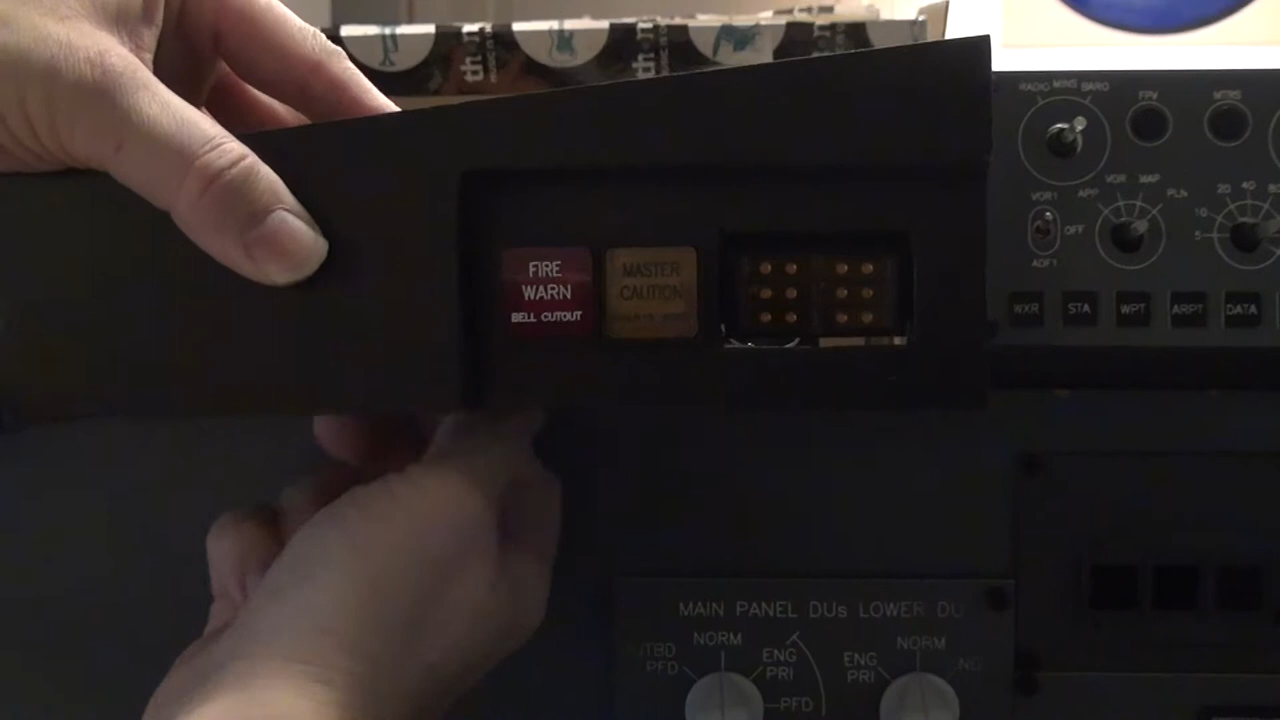 RADIO MINS BARO
FPV
MTRS
VOR1
OFF
ADF1
APP VOR MAP PLN
5 10 20 40
WXR STA WPT ARPT DATA
FIRE
WARN
BELL CUTOUT
MASTER
CAUTION
MAIN PANEL DUs LOWER DU
NORM
PFD
ENG
PRI
PFD
NORM
ENG
PRI